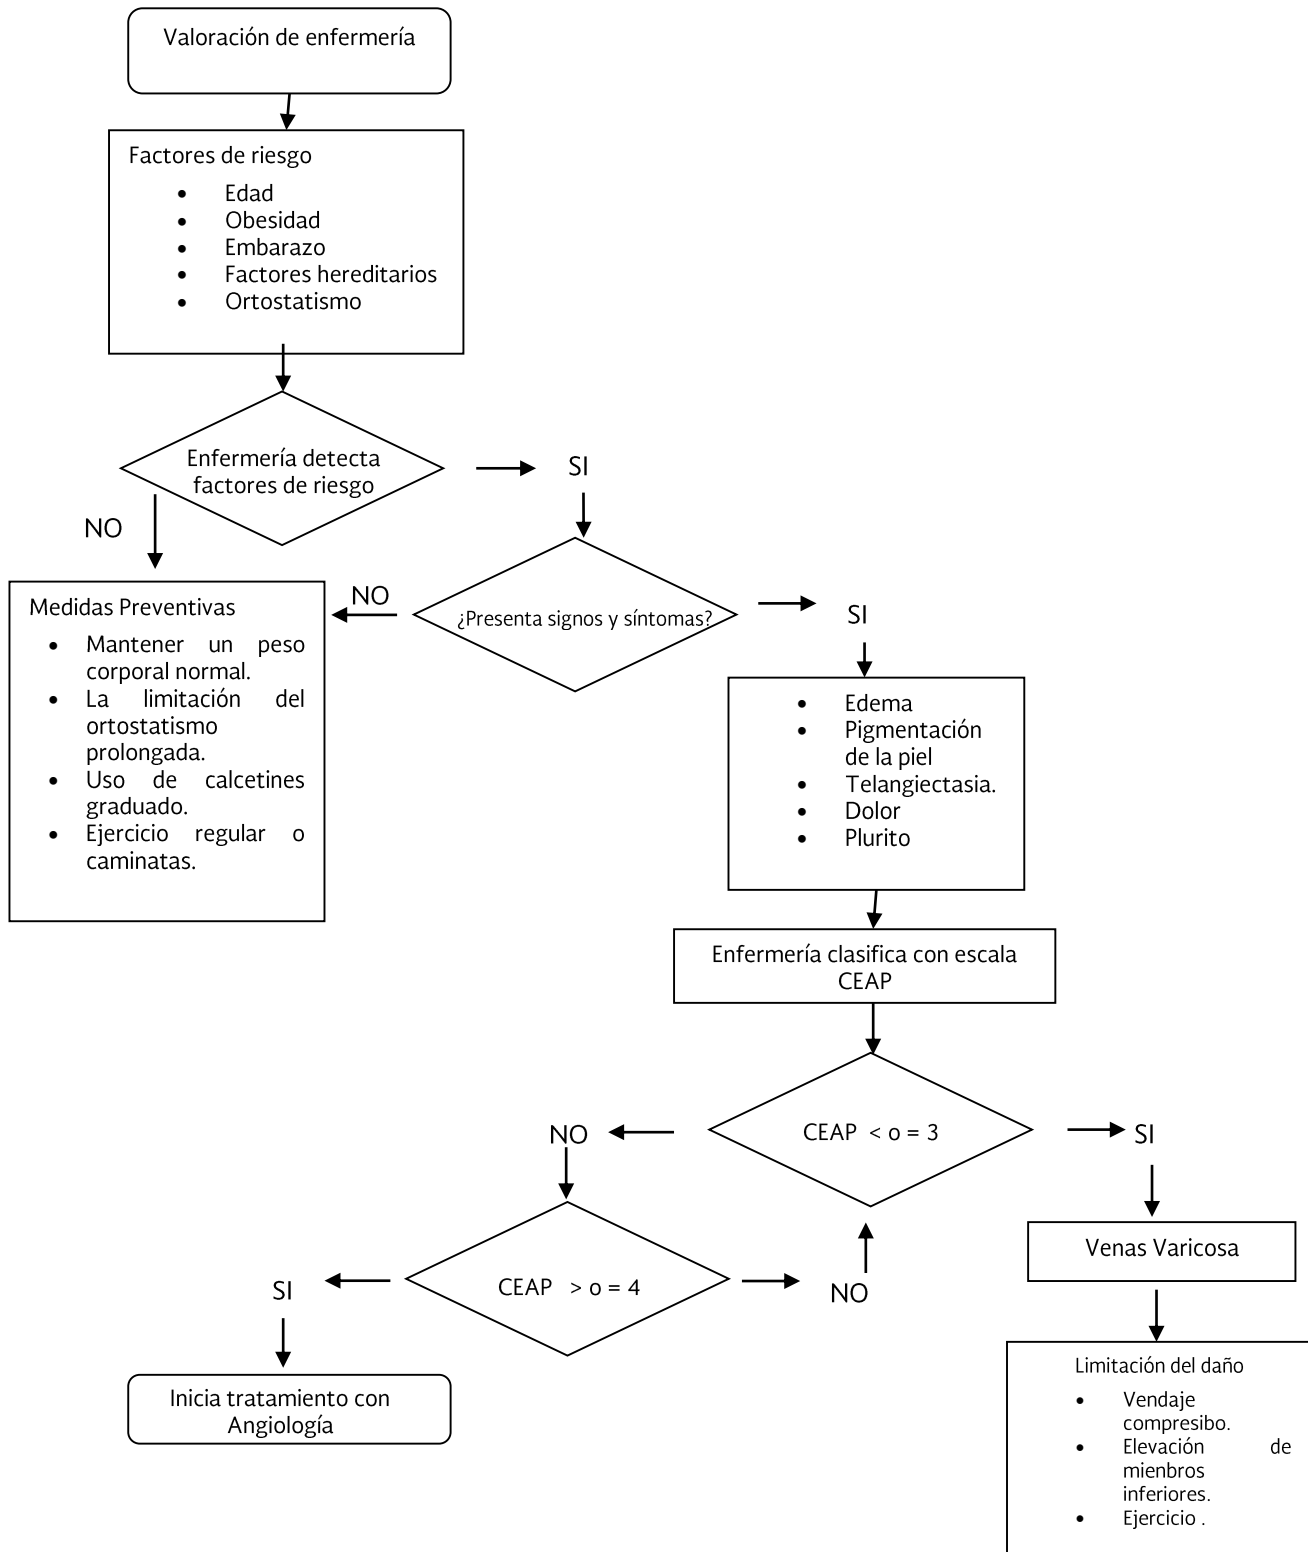 Valoración de enfermería
Factores de riesgo
• Edad
• Obesidad
• Embarazo
• Factores hereditarios
• Ortostatismo
Enfermería detecta
factores de riesgo
SI
NO
¿Presenta signos y síntomas?
NO
SI
Medidas Preventivas
• Mantener un peso
corporal normal.
• La limitación del
ortostatismo
prolongada.
• Uso de calcetines
graduado.
• Ejercicio regular o
caminatas.
• Edema
• Pigmentación
de la piel
• Telangiectasia.
• Dolor
• Plurito
Enfermería clasifica con escala
CEAP
CEAP < o = 3
NO
SI
Venas Varicosa
CEAP > o = 4
SI
NO
Inicia tratamiento con
Angiología
Limitación del daño
• Vendaje
compresibo.
• Elevación de
mienbros
inferiores.
• Ejercicio .